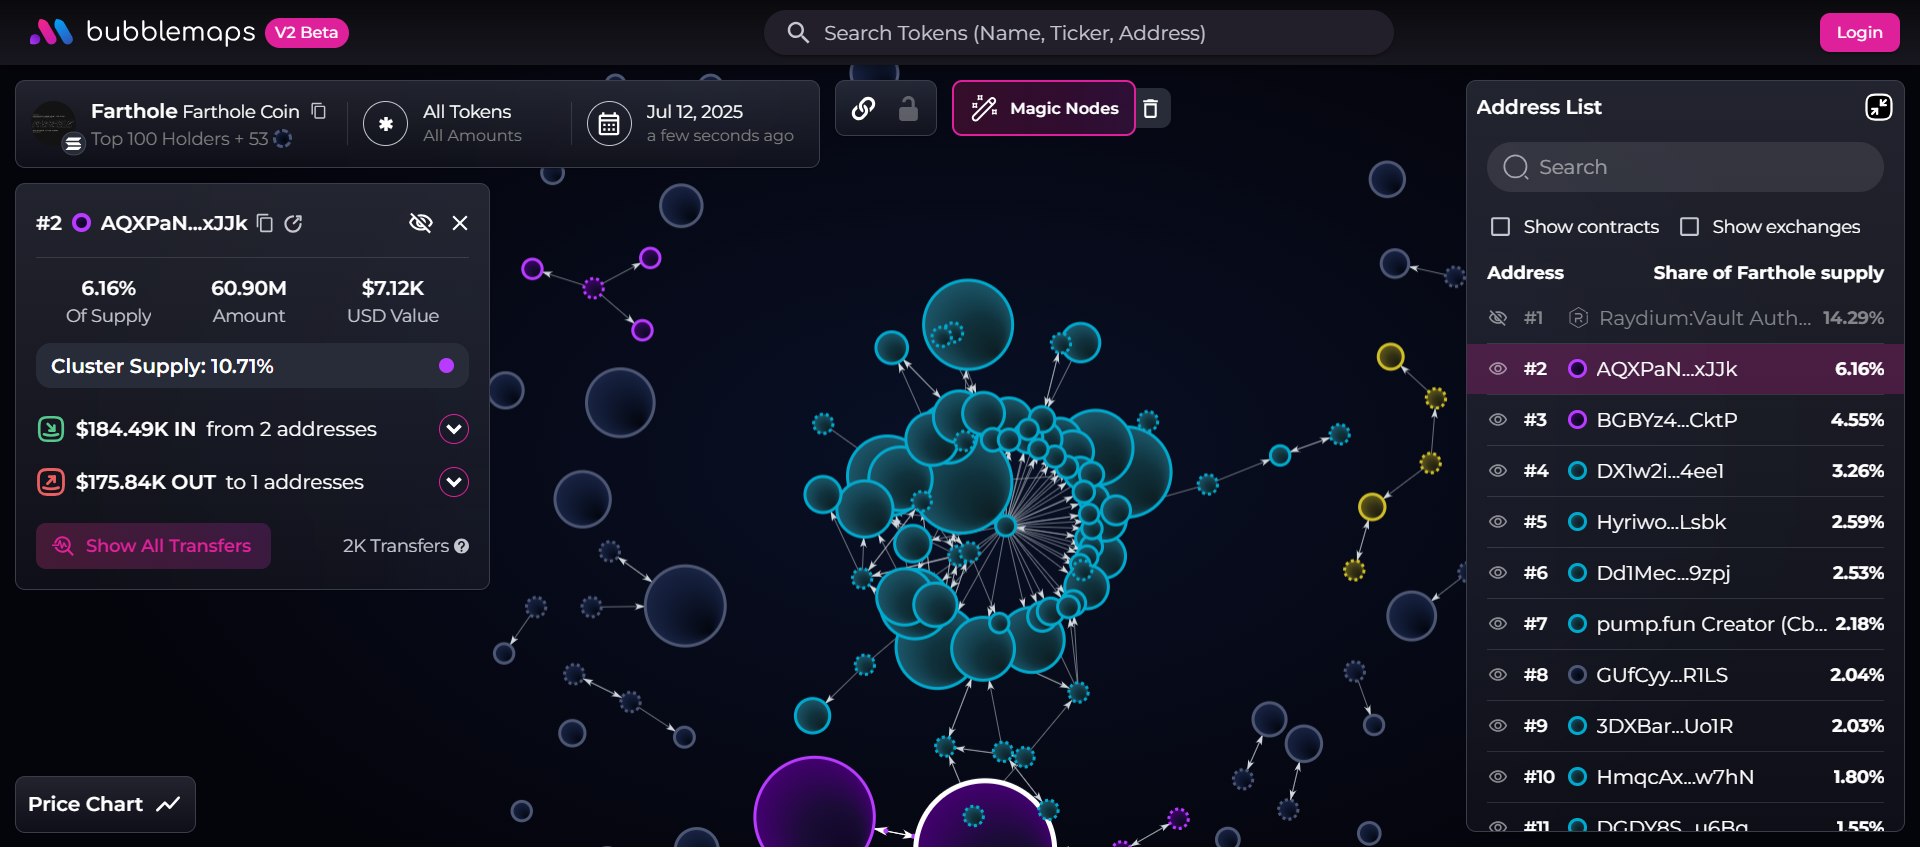 bubblemaps V2 Beta
Search Tokens (Name, Ticker, Address)
Login
Farthole Farthole Coin
Top 100 Holders + 53
All Tokens
All Amounts
Jul 12, 2025
a few seconds ago
Magic Nodes
#2 AQXPaN...xJJk
6.16% 60.90M $7.12K
Of Supply Amount USD Value
Cluster Supply: 10.71%
$184.49K IN from 2 addresses
$175.84K OUT to 1 addresses
Show All Transfers 2K Transfers ?
Price Chart
Address List
Search
Show contracts Show exchanges
Address Share of Farthole supply
#1 Raydium:Vault Auth... 14.29%
#2 AQXPaN...xJJk 6.16%
#3 BGBYz4...CktP 4.55%
#4 DX1w2i...4ee1 3.26%
#5 Hyriwo...Lsbk 2.59%
#6 Dd1Mec...9zpj 2.53%
#7 pump.fun Creator (Cb... 2.18%
#8 GUfCyy...R1LS 2.04%
#9 3DXBar...Uo1R 2.03%
#10 HmqcAx...w7hN 1.80%
#11 DGDY8S...u6Bg 1.55%